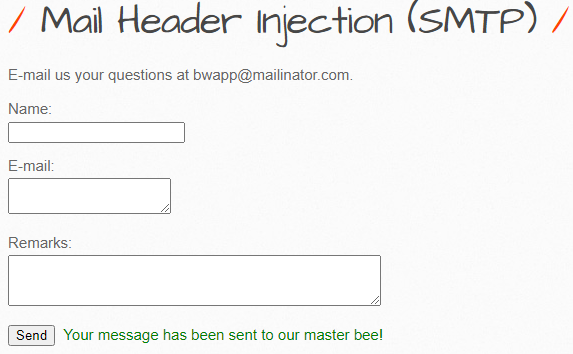 / Mail Header Injection (SMTP) /
E-mail us your questions at bwapp@mailinator.com.
Name:
E-mail:
Remarks:
Send Your message has been sent to our master bee!